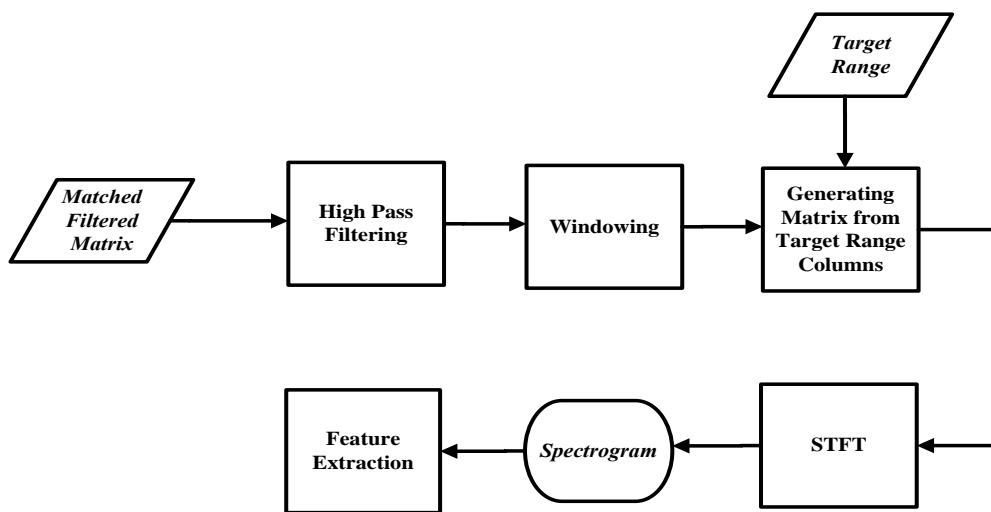 Target
Range
Matched
Filtered
Matrix
High Pass
Filtering
Windowing
Generating
Matrix from
Target Range
Columns
Feature
Extraction
Spectrogram
STFT